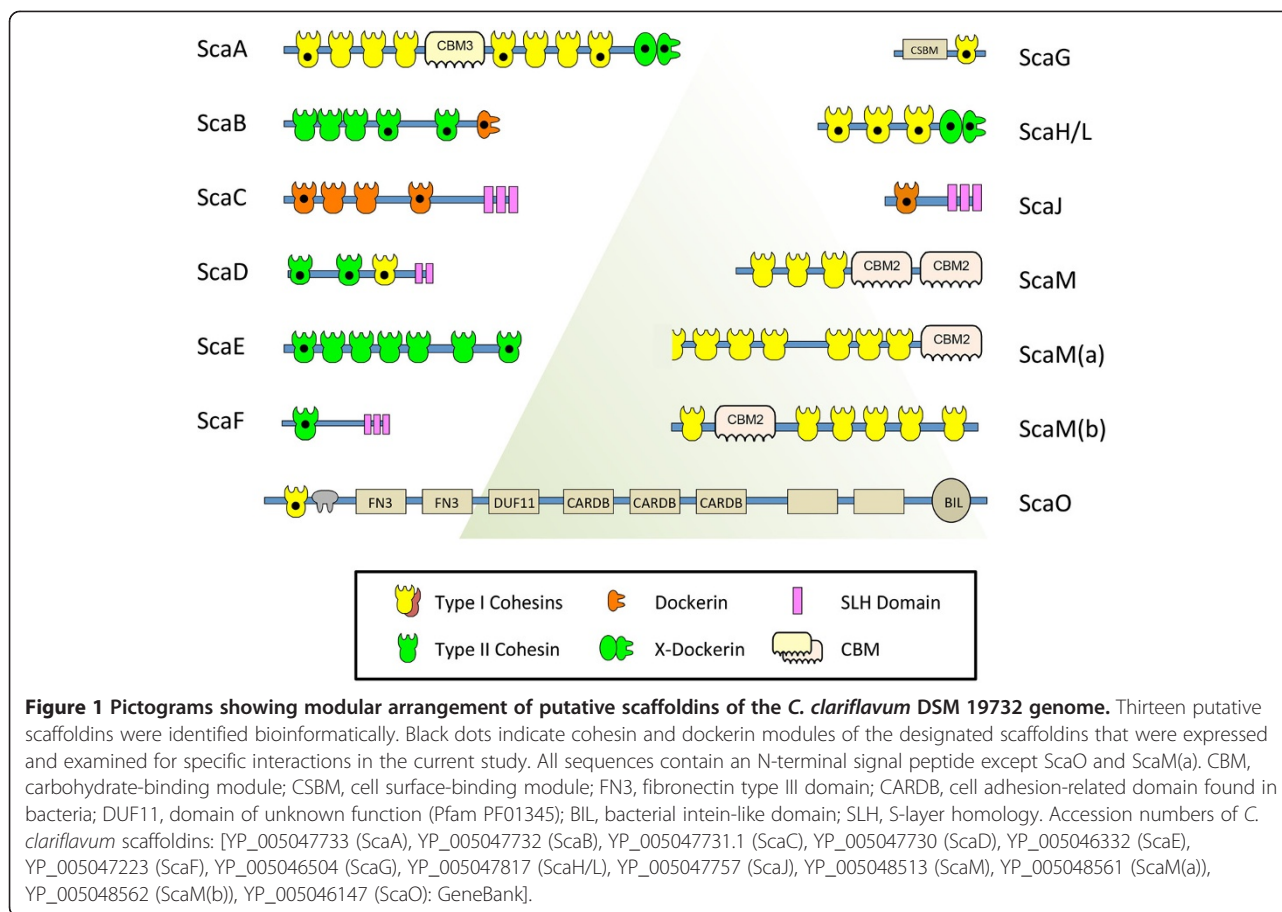 ScaA
CBM3
CSBM
ScaG
ScaB
ScaH/L
ScaC
ScaJ
ScaD
CBM2
CBM2
ScaM
ScaE
CBM2
ScaM(a)
ScaF
CBM2
ScaM(b)
FN3
FN3
DUF11
CARDB
CARDB
CARDB
BIL
ScaO
Type I Cohesins
Dockerin
SLH Domain
Type II Cohesin
X-Dockerin
CBM
Figure 1 Pictograms showing modular arrangement of putative scaffoldins of the C. clariflavum DSM 19732 genome. Thirteen putative
scaffoldins were identified bioinformatically. Black dots indicate cohesin and dockerin modules of the designated scaffoldins that were expressed
and examined for specific interactions in the current study. All sequences contain an N-terminal signal peptide except ScaO and ScaM(a). CBM,
carbohydrate-binding module; CSBM, cell surface-binding module; FN3, fibronectin type III domain; CARDB, cell adhesion-related domain found in
bacteria; DUF11, domain of unknown function (Pfam PF01345); BIL, bacterial intein-like domain; SLH, S-layer homology. Accession numbers of C.
clariflavum scaffoldins: [YP_005047733 (ScaA), YP_005047732 (ScaB), YP_005047731.1 (ScaC), YP_005047730 (ScaD), YP_005046332 (ScaE),
YP_005047223 (ScaF), YP_005046504 (ScaG), YP_005047817 (ScaH/L), YP_005047757 (ScaJ), YP_005048513 (ScaM), YP_005048561 (ScaM(a)),
YP_005048562 (ScaM(b)), YP_005046147 (ScaO): GeneBank].